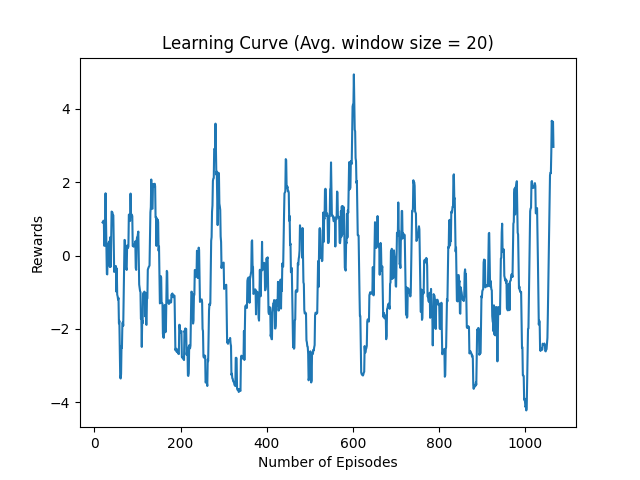 Learning Curve (Avg. window size = 20)
Rewards
4
2
0
−2
−4
0 200 400 600 800 1000
Number of Episodes